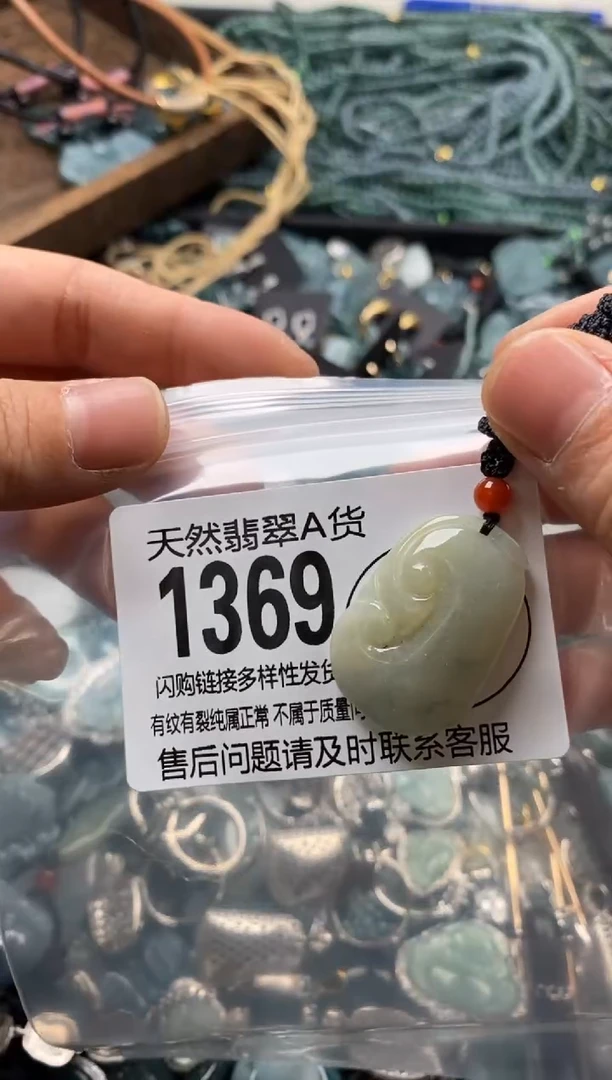 天然翡翠A货
1369
闪购链接多样性发货
有纹有裂纯属正常 不属于质量问
售后问题请及时联系客服